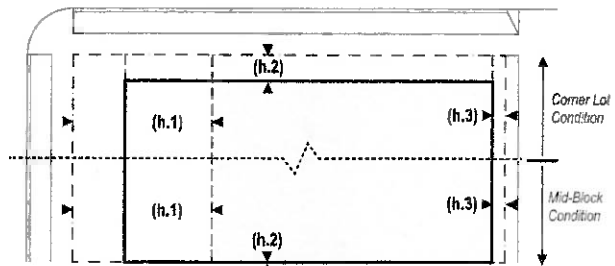 (h.2)
(h.1)
(h.3)
Corner Lot
Condition
(h.1)
(h.3)
Mid-Block
Condition
(h.2)